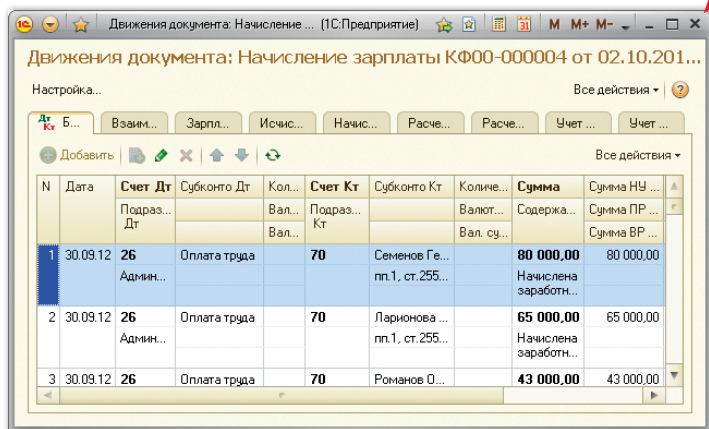 Движения документа: Начисление ... (1С:Предприятие) 31 M M+ M-
Движения документа: Начисление зарплаты КФ00-000004 от 02.10.201...
Настройка... Все действия ?
Дт Кт Б... Взаим... Зарпл... Исчис... Начис... Расче... Расче... Учет ... Учет ...
Добавить Все действия
N Дата Счет Дт Субконто Дт Кол... Счет Кт Субконто Кт Количе... Сумма Сумма НУ ...
Подраз... Дт Вал... Подраз... Кт Валют... Содержа... Сумма ПР ...
Вал... Вал. су... Сумма ВР ...
1 30.09.12 26 Оплата труда 70 Семенов Ге... 80 000,00 80 000,00
Админ... пп.1, ст.255... Начислена заработн...
2 30.09.12 26 Оплата труда 70 Ларионова ... 65 000,00 65 000,00
Админ... пп.1, ст.255... Начислена заработн...
3 30.09.12 26 Оплата труда 70 Романов О... 43 000,00 43 000,00